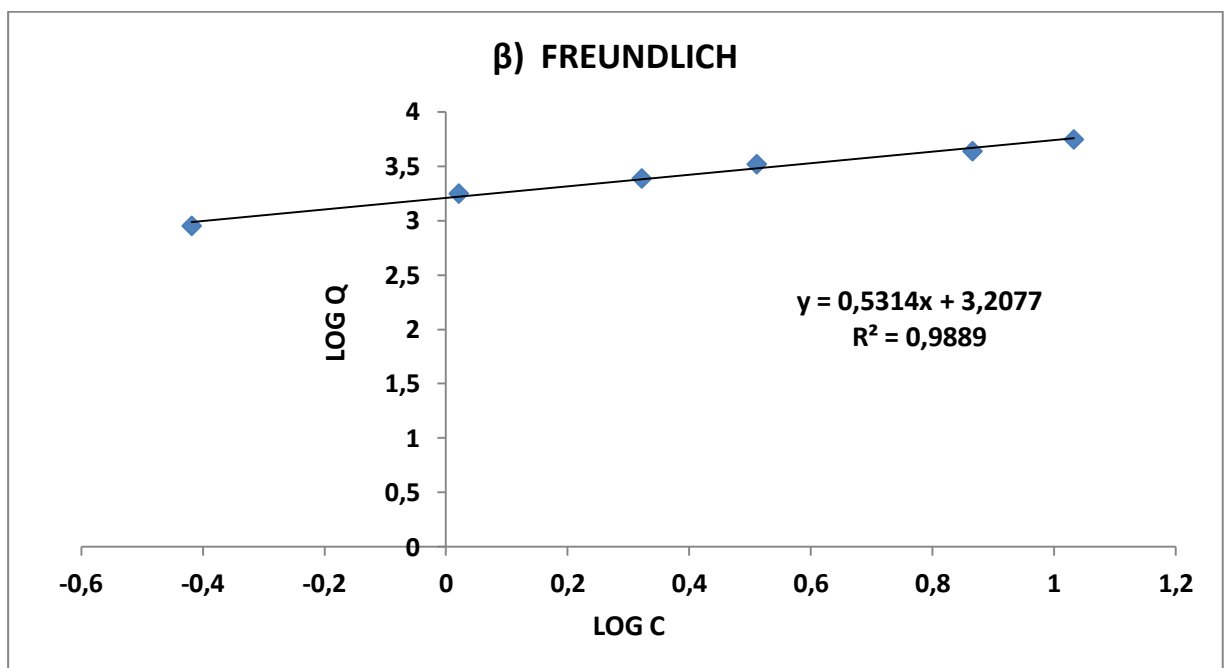 β) FREUNDLICH
4
3,5
3
2,5
2
1,5
1
0,5
0
LOG Q
y = 0,5314x + 3,2077
R² = 0,9889
-0,6 -0,4 -0,2 0 0,2 0,4 0,6 0,8 1 1,2
LOG C